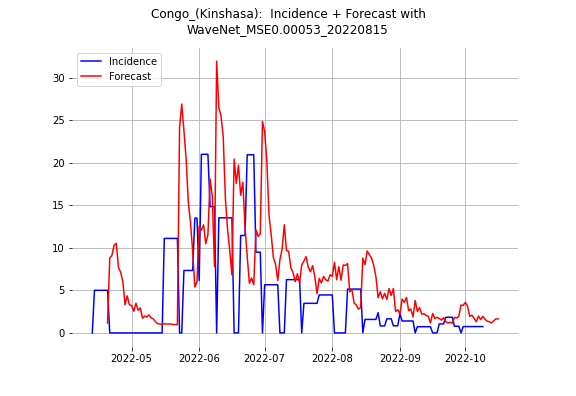 Congo_(Kinshasa):  Incidence + Forecast with
WaveNet_MSE0.00053_20220815
Incidence
Forecast
30
25
20
15
10
5
0
2022-05 2022-06 2022-07 2022-08 2022-09 2022-10